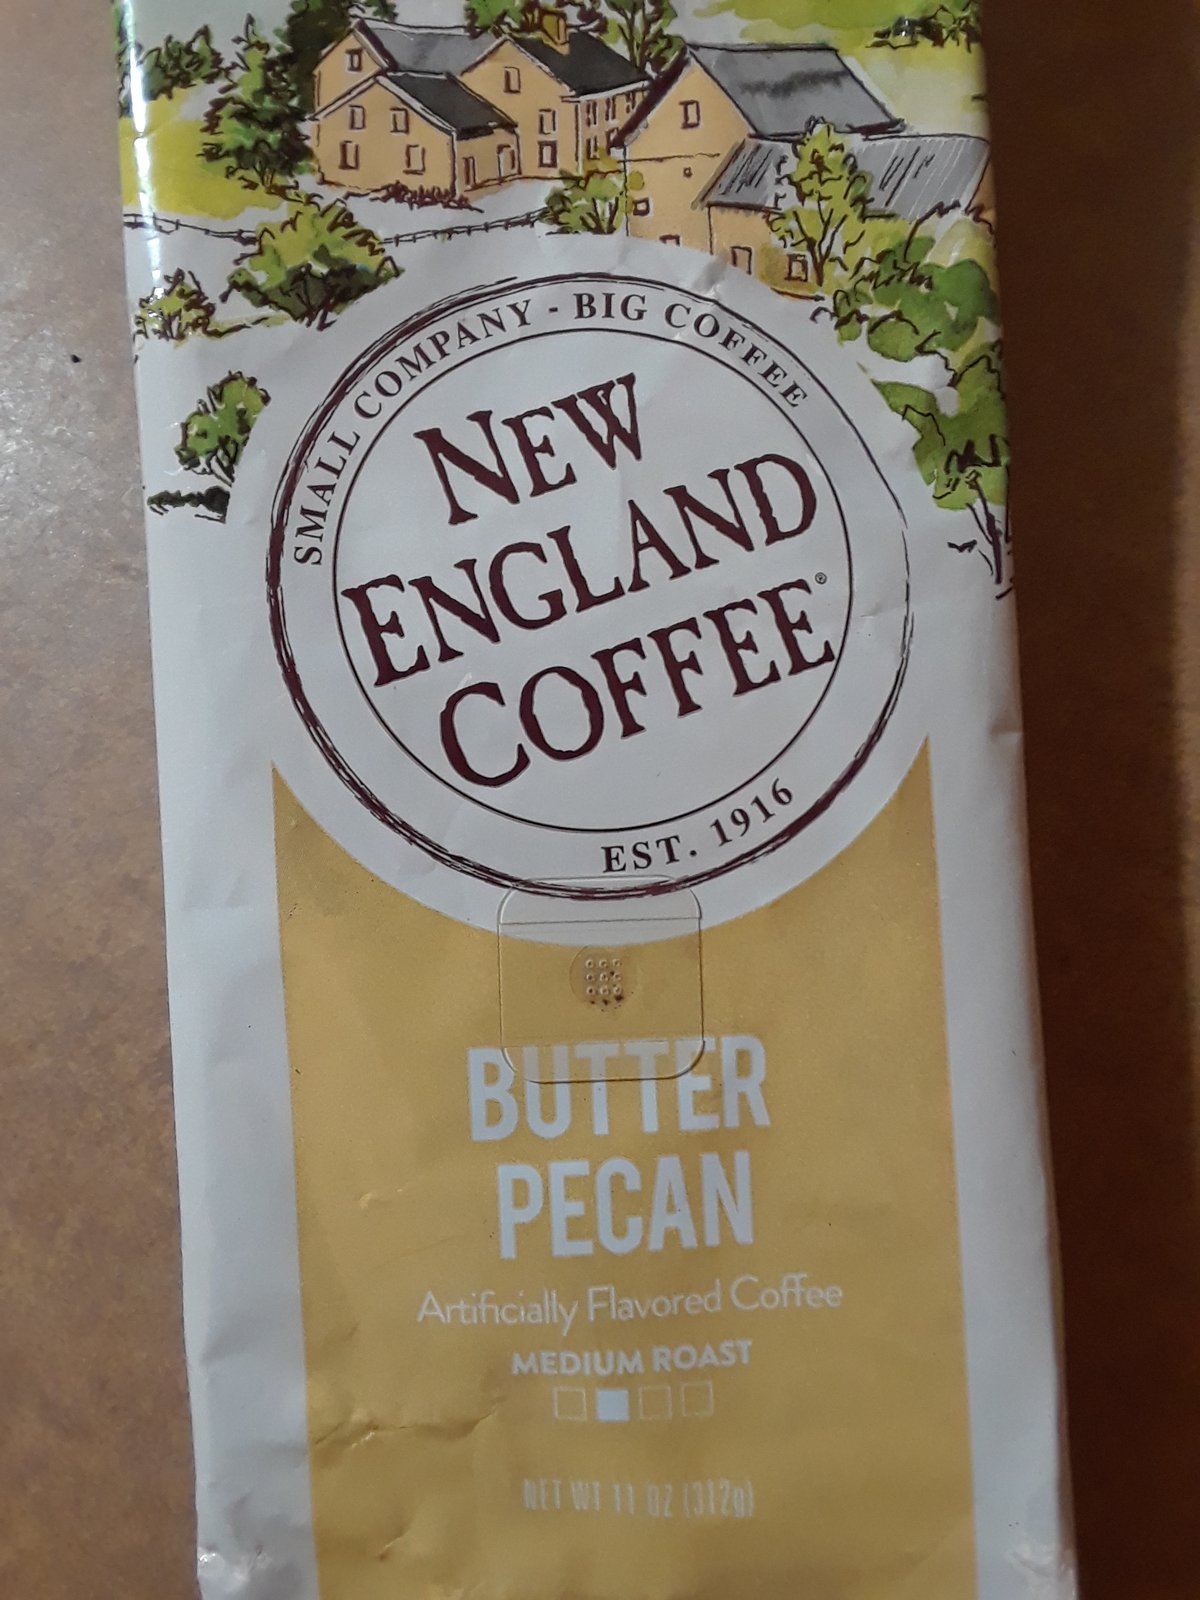 SMALL COMPANY - BIG COFFEE
NEW
ENGLAND
COFFEE®
EST. 1916
BUTTER
PECAN
Artificially Flavored Coffee
MEDIUM ROAST
NET WT 11 OZ (312g)